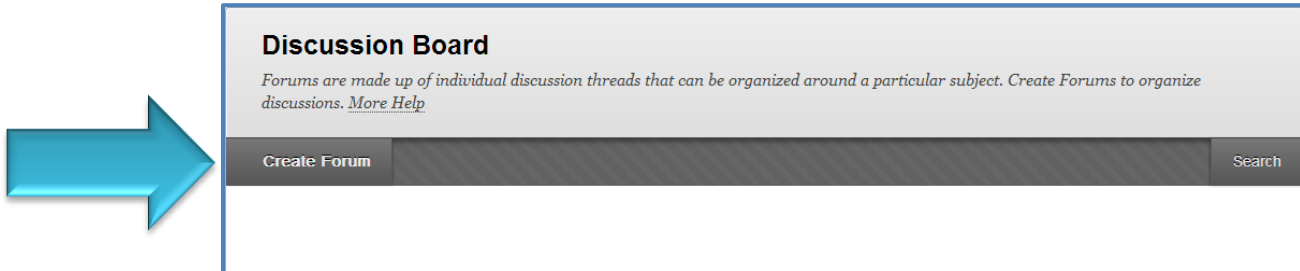 Discussion Board
Forums are made up of individual discussion threads that can be organized around a particular subject. Create Forums to organize
discussions. More Help
Create Forum
Search